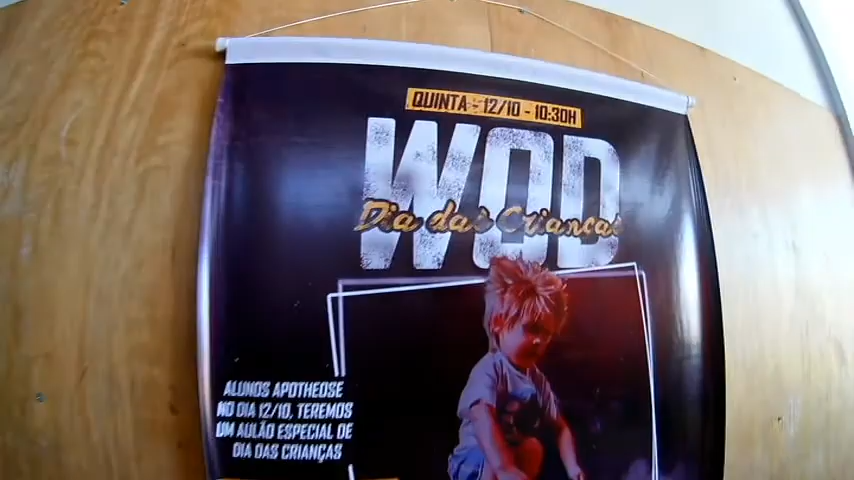 QUINTA - 12/10 - 10:30H
WOD
Dia das Crianças
ALUNOS APOTHEOSE
NO DIA 12/10, TEREMOS
UM AULÃO ESPECIAL DE
DIA DAS CRIANÇAS